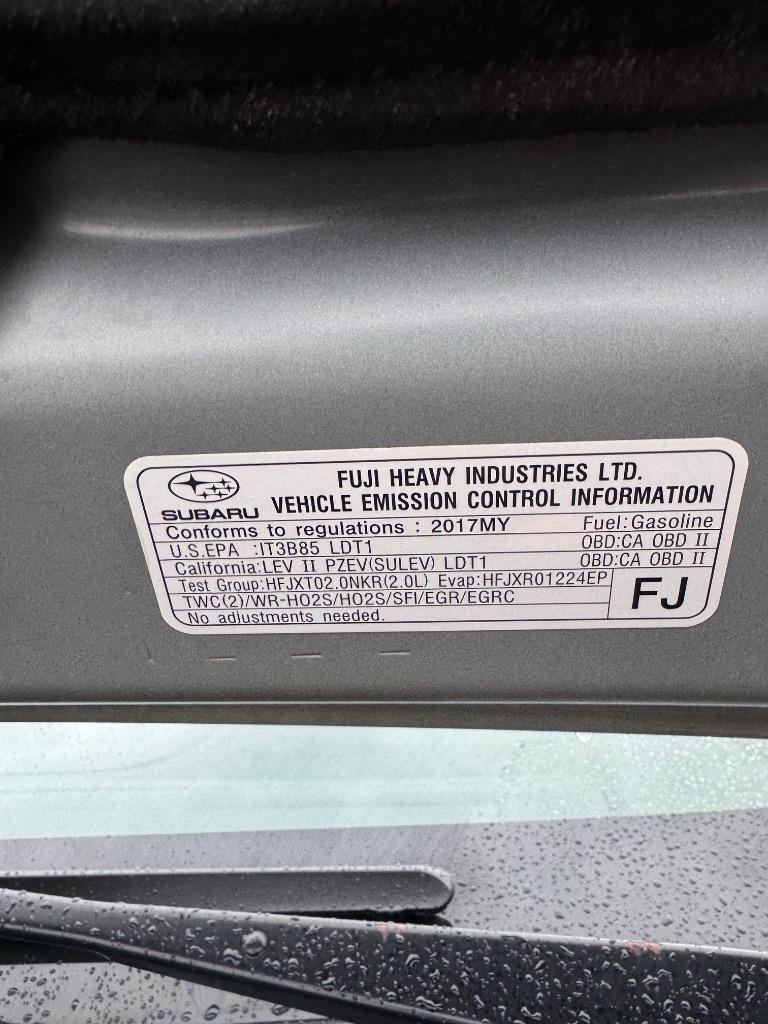 SUBARU
FUJI HEAVY INDUSTRIES LTD.
VEHICLE EMISSION CONTROL INFORMATION
Conforms to regulations : 2017MY Fuel:Gasoline
U.S.EPA :IT3B85 LDT1 OBD:CA OBD II
California:LEV II PZEV(SULEV) LDT1 OBD:CA OBD II
Test Group:HFJXT02.0NKR(2.0L) Evap:HFJXR01224EP
TWC(2)/WR-HO2S/HO2S/SFI/EGR/EGRC
No adjustments needed.
FJ